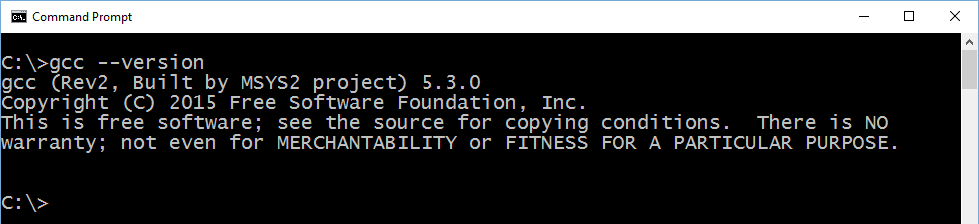 Command Prompt
C:\>gcc --version
gcc (Rev2, Built by MSYS2 project) 5.3.0
Copyright (C) 2015 Free Software Foundation, Inc.
This is free software; see the source for copying conditions.  There is NO
warranty; not even for MERCHANTABILITY or FITNESS FOR A PARTICULAR PURPOSE.
C:\>